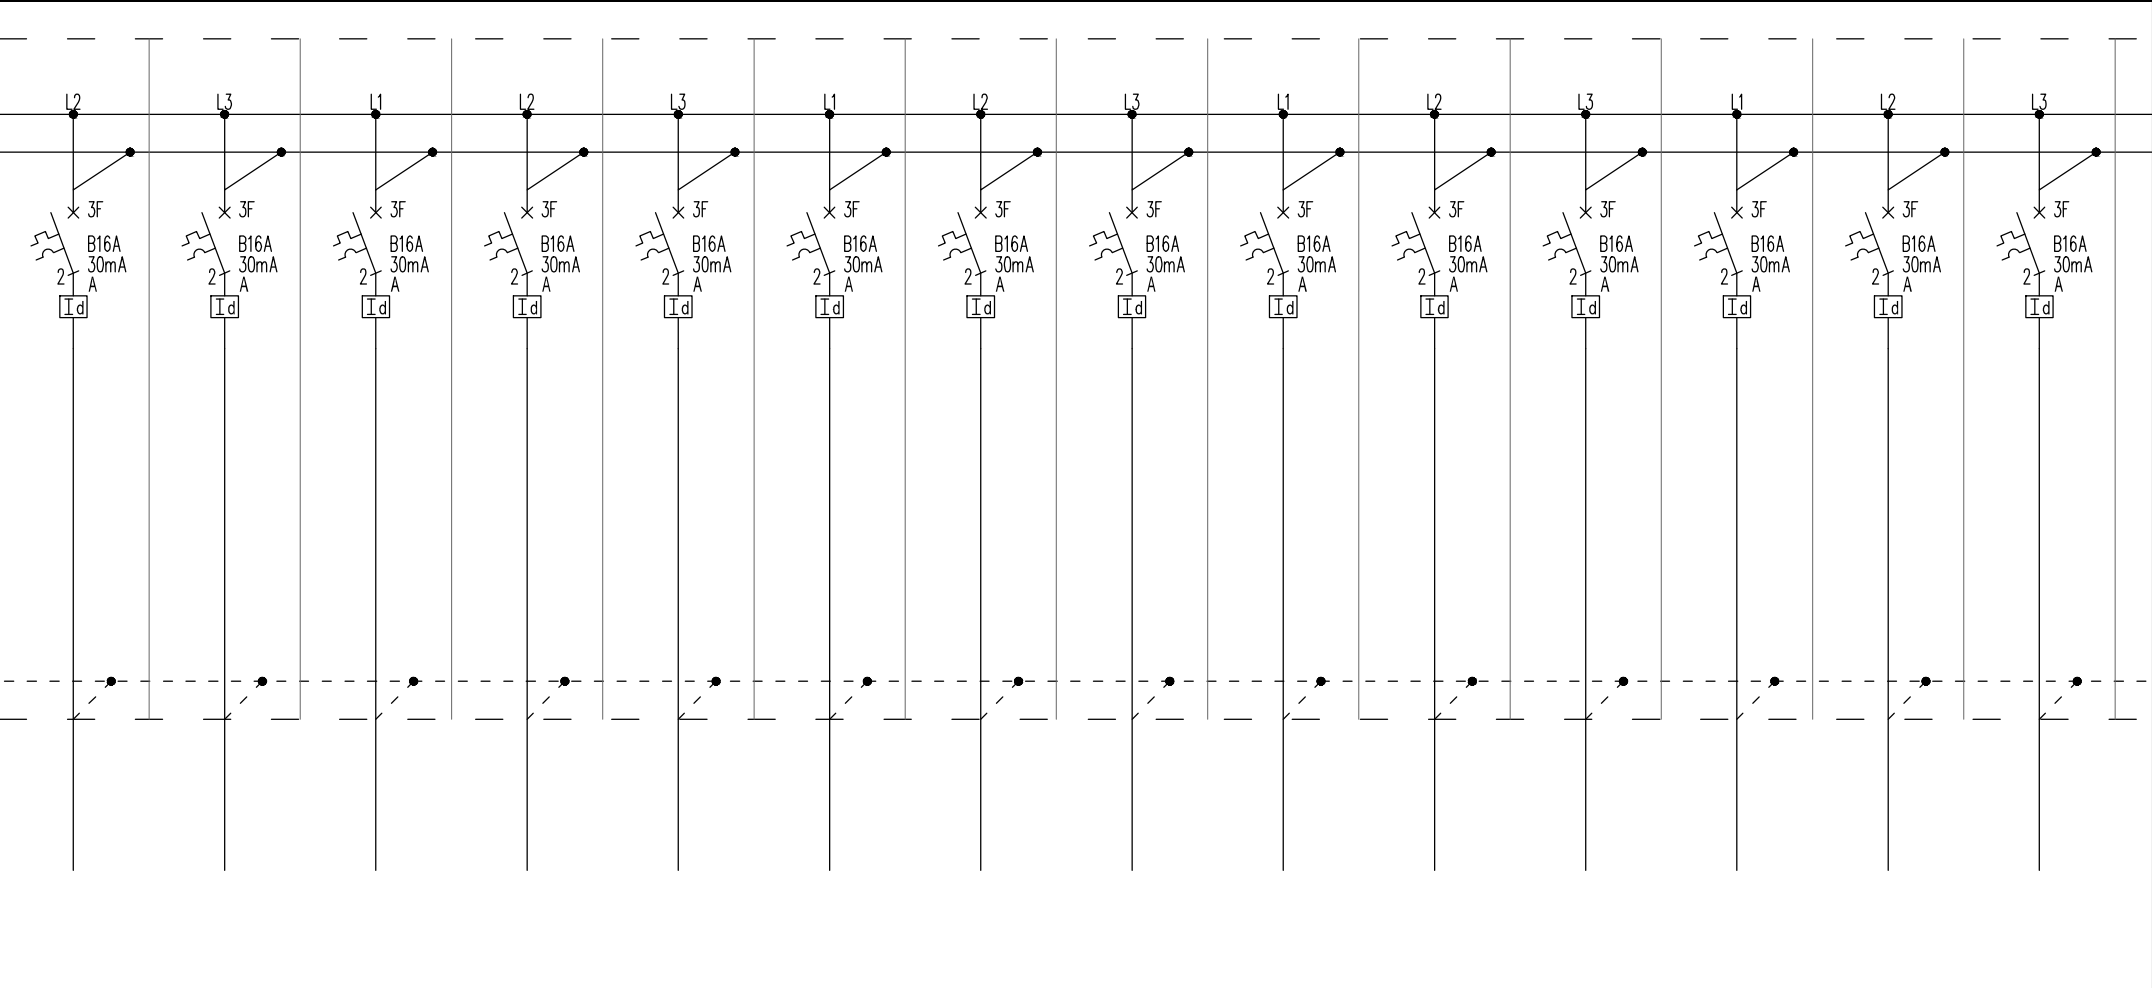 L2 L3 L1 L2 L3 L1 L2 L3 L1 L2 L3 L1 L2 L3
3F 3F 3F 3F 3F 3F 3F 3F 3F 3F 3F 3F 3F 3F
B16A B16A B16A B16A B16A B16A B16A B16A B16A B16A B16A B16A B16A B16A
30mA 30mA 30mA 30mA 30mA 30mA 30mA 30mA 30mA 30mA 30mA 30mA 30mA 30mA
2 A 2 A 2 A 2 A 2 A 2 A 2 A 2 A 2 A 2 A 2 A 2 A 2 A 2 A
Id Id Id Id Id Id Id Id Id Id Id Id Id Id